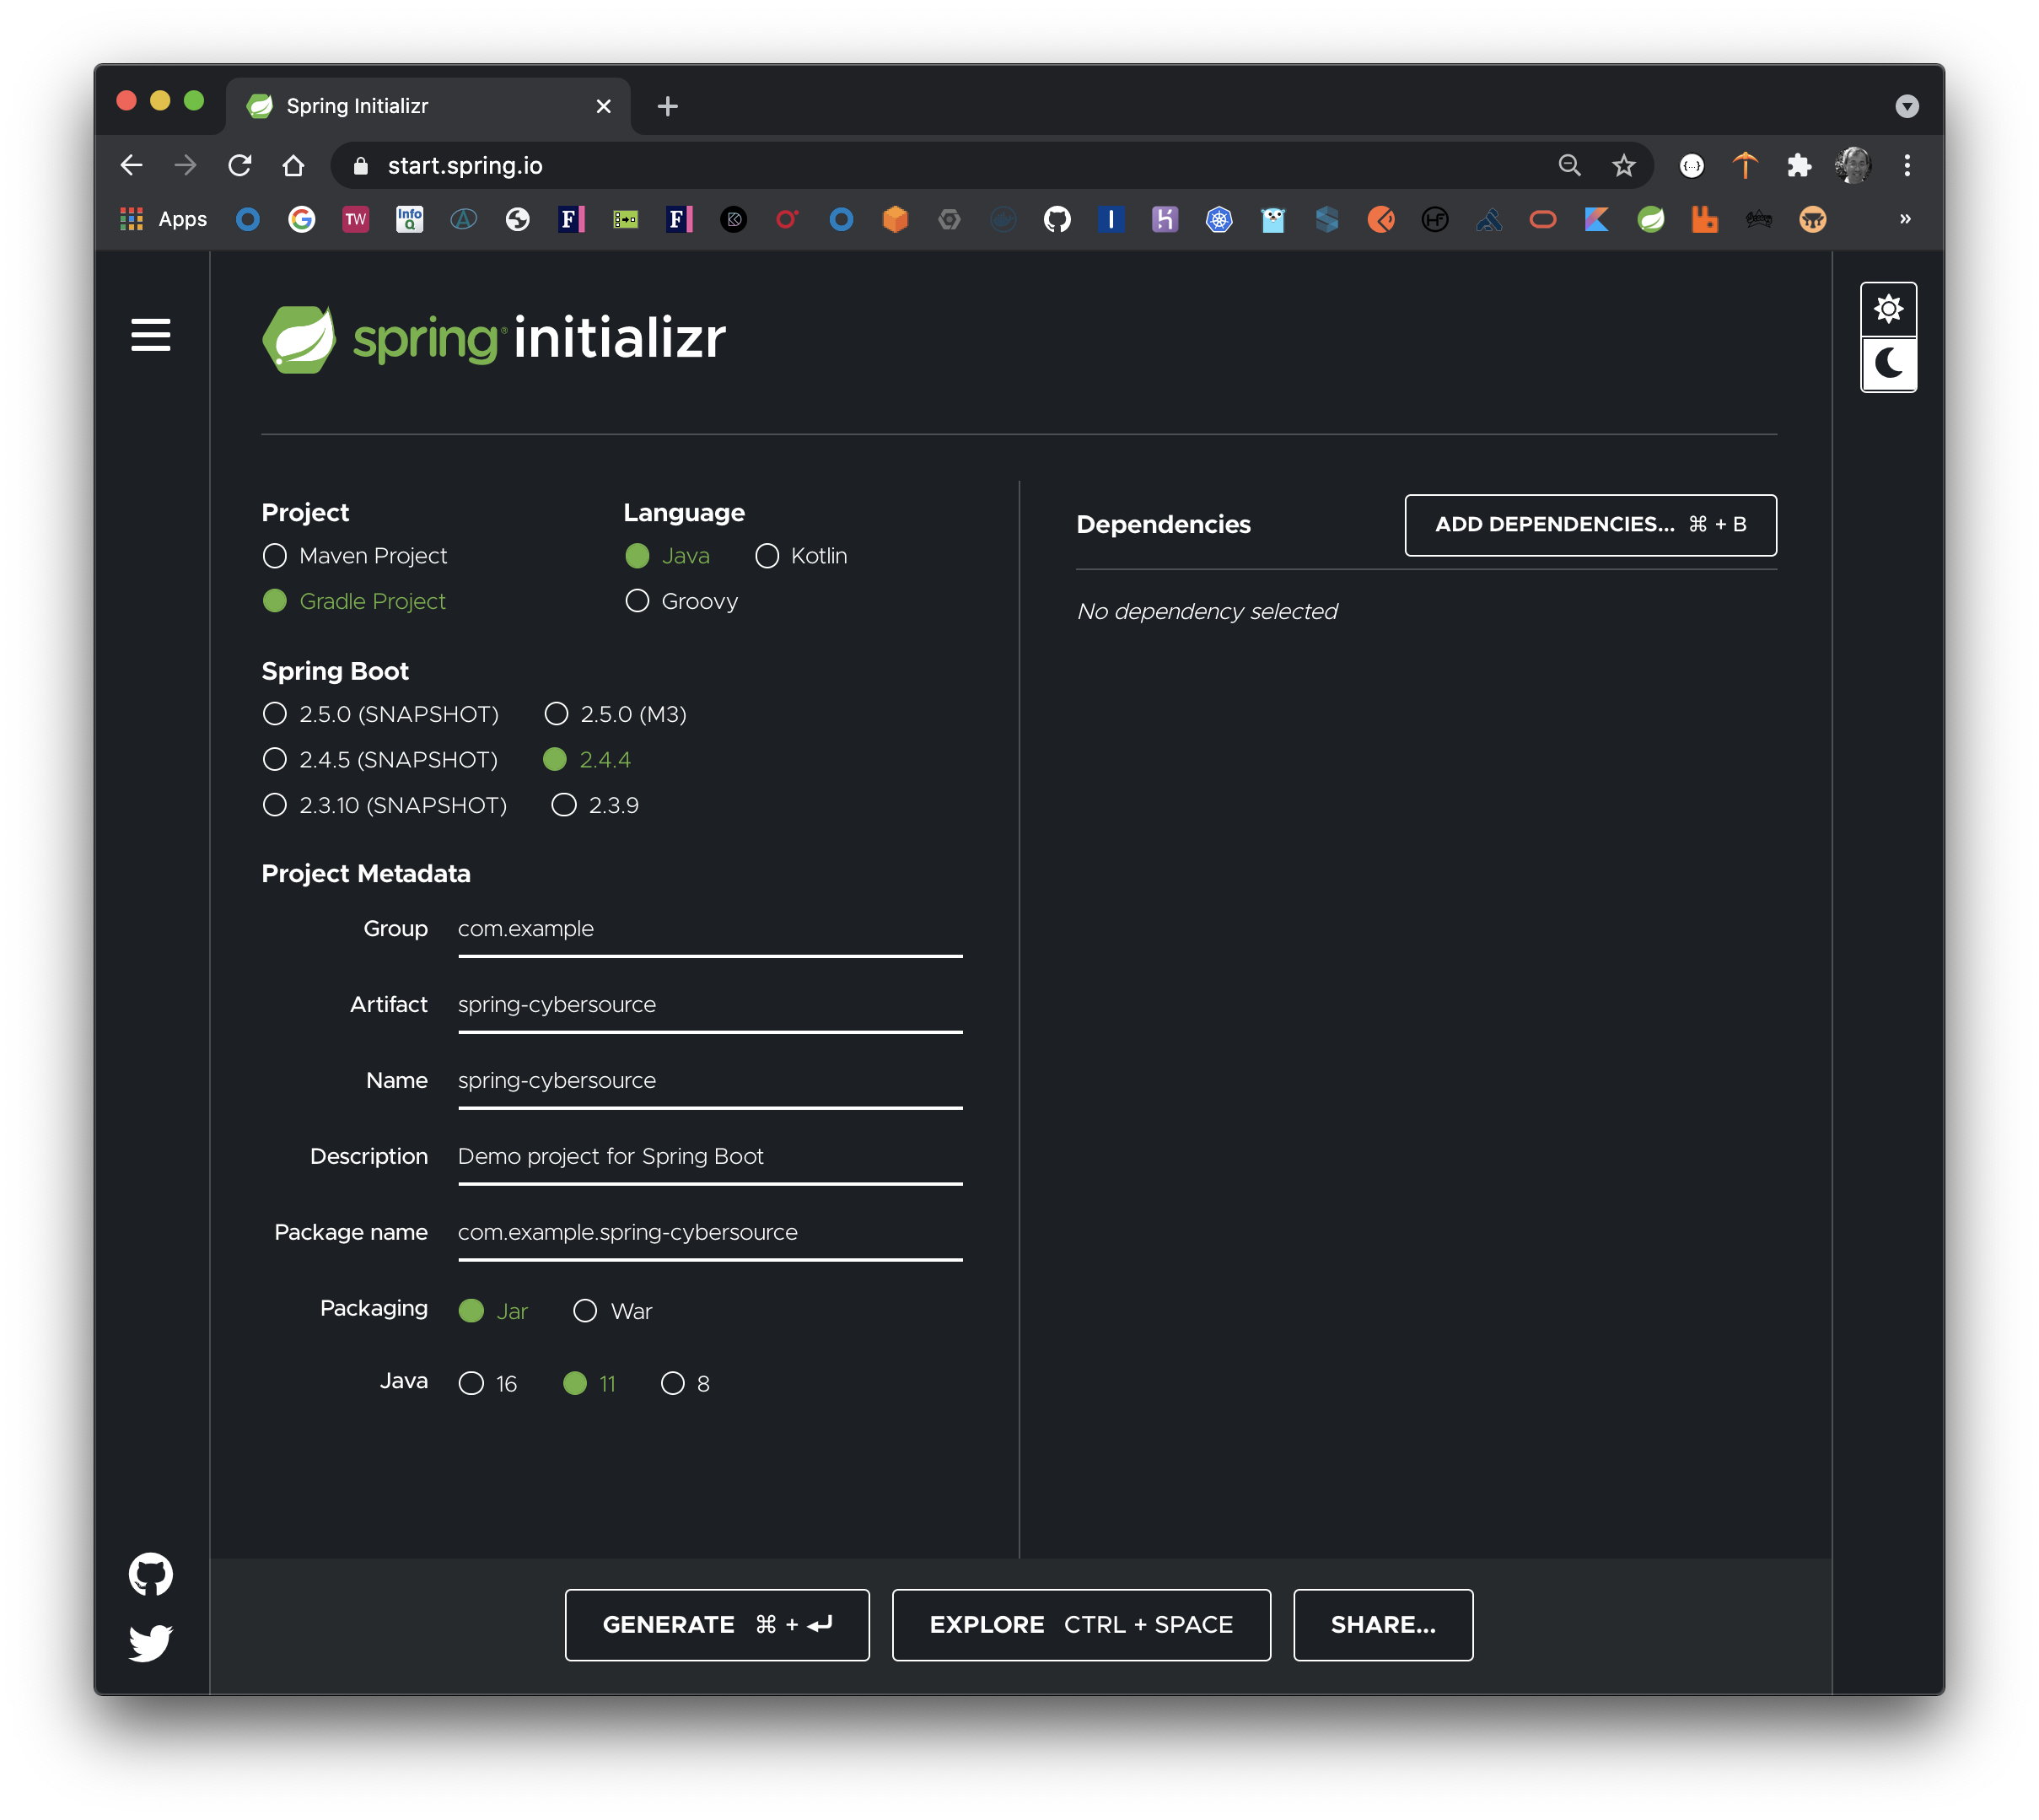 Spring Initializr
start.spring.io
Apps
TW
Info
Q
F
F
I
HF
spring initializr
Project
Maven Project
Gradle Project
Language
Java Kotlin
Groovy
Spring Boot
2.5.0 (SNAPSHOT) 2.5.0 (M3)
2.4.5 (SNAPSHOT) 2.4.4
2.3.10 (SNAPSHOT) 2.3.9
Project Metadata
Group com.example
Artifact spring-cybersource
Name spring-cybersource
Description Demo project for Spring Boot
Package name com.example.spring-cybersource
Packaging Jar War
Java 16 11 8
Dependencies
ADD DEPENDENCIES... ⌘ + B
No dependency selected
GENERATE ⌘ + ⏎
EXPLORE CTRL + SPACE
SHARE...